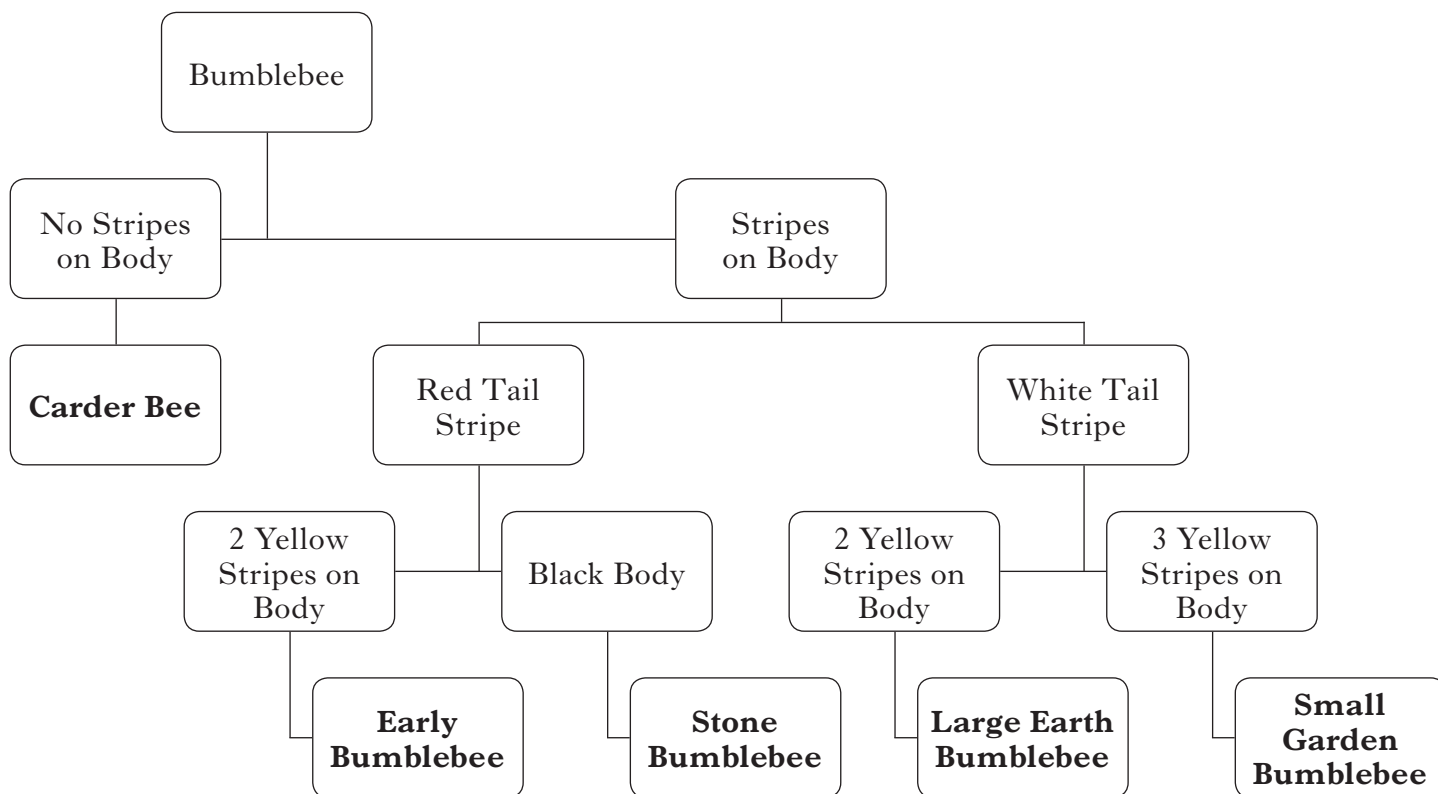 Bumblebee
No Stripes
on Body
Stripes
on Body
Carder Bee
Red Tail
Stripe
White Tail
Stripe
2 Yellow
Stripes on
Body
Black Body
2 Yellow
Stripes on
Body
3 Yellow
Stripes on
Body
Early
Bumblebee
Stone
Bumblebee
Large Earth
Bumblebee
Small
Garden
Bumblebee